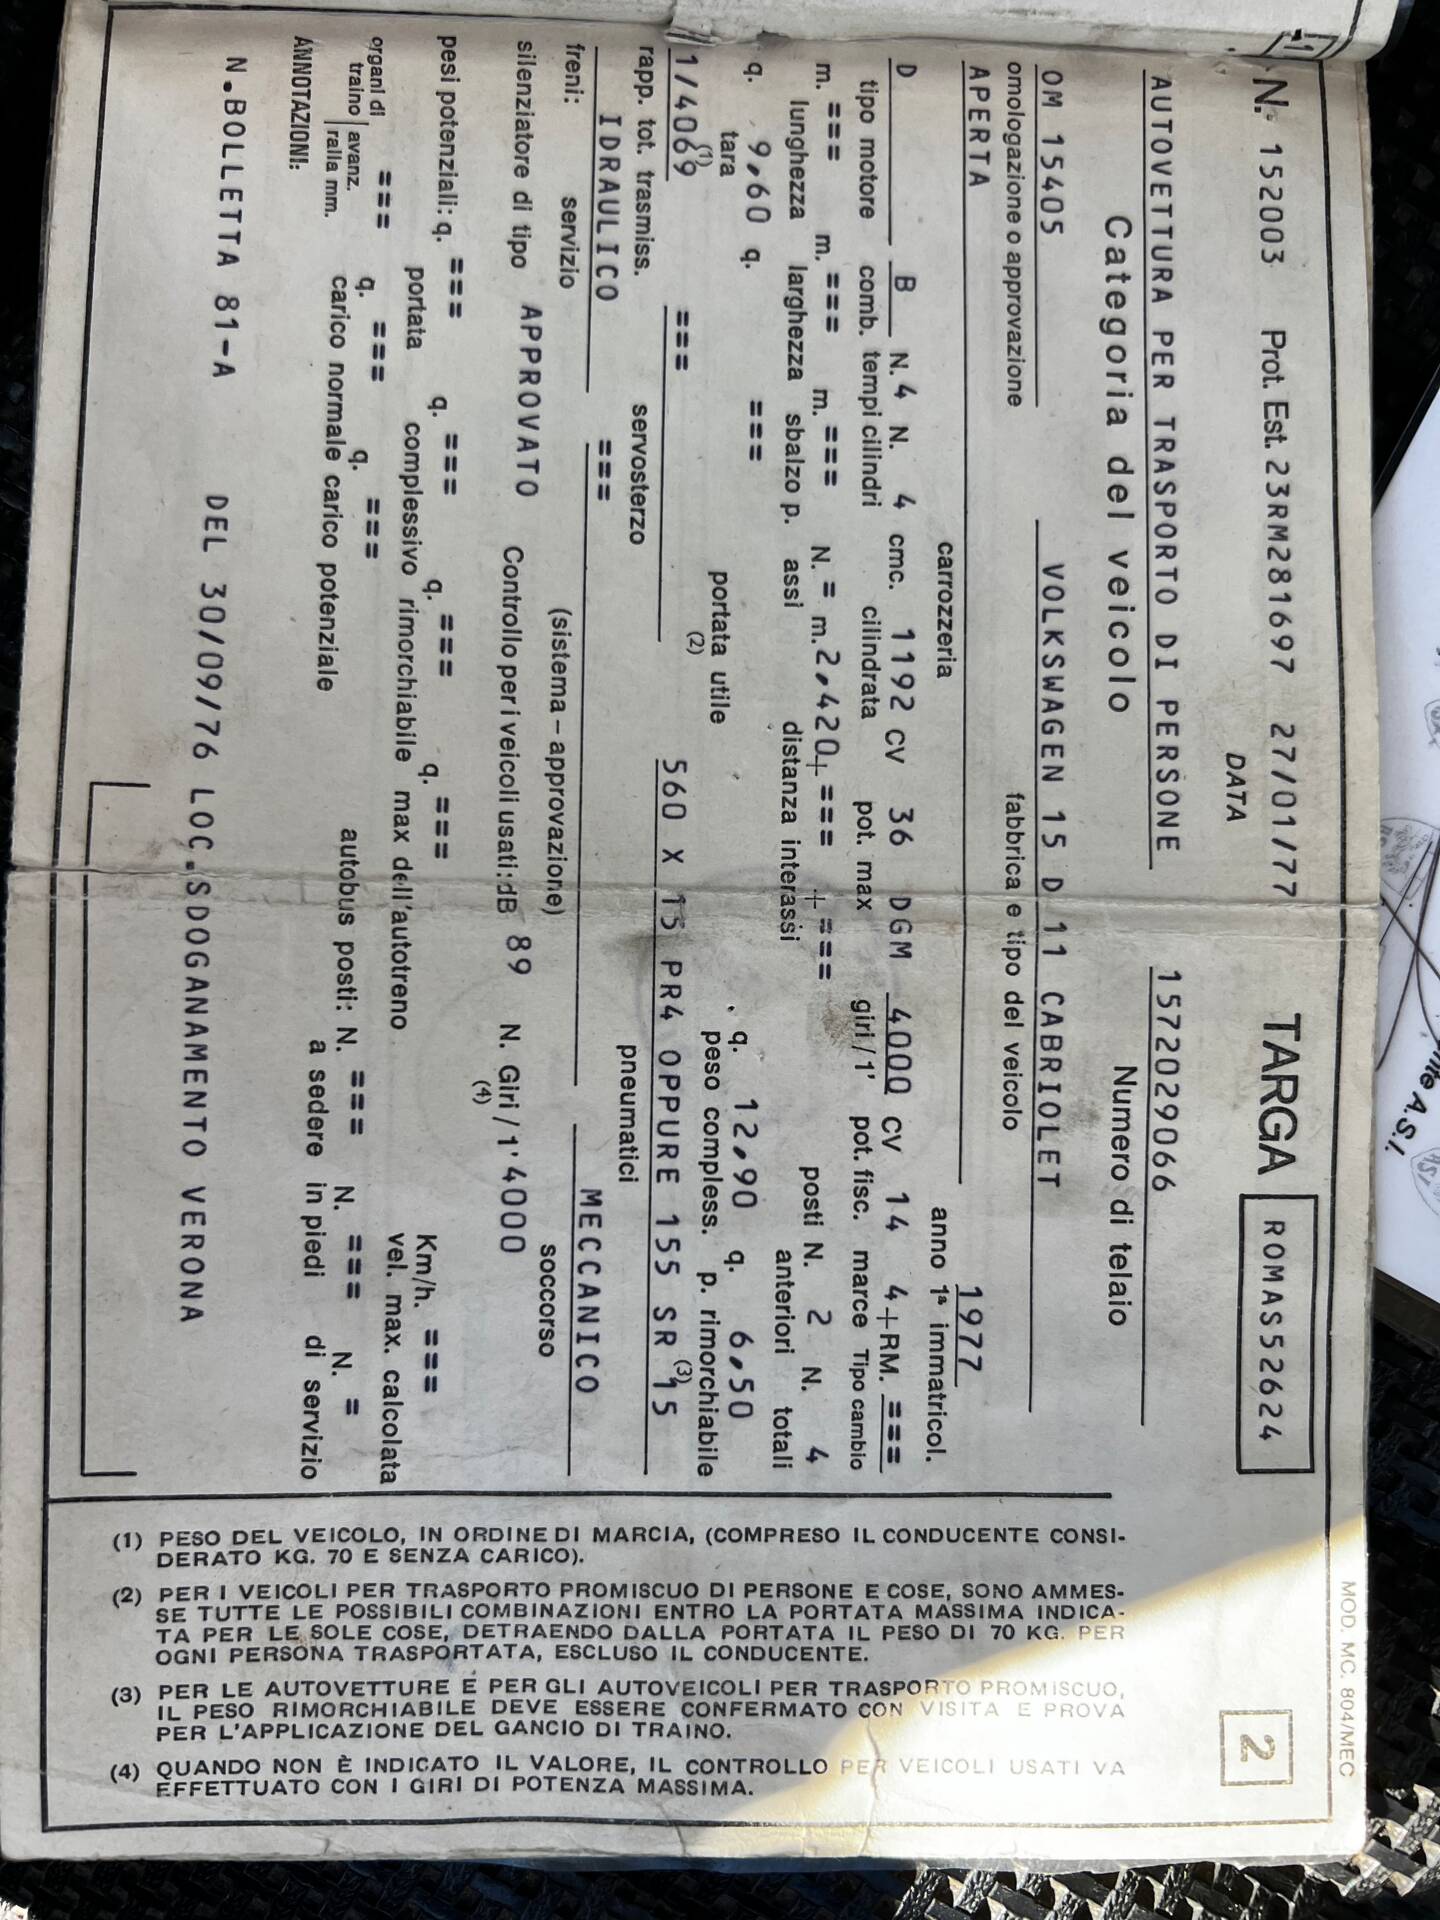 N. 152003 Prot. Est. 23RM281697 27/01/77 TARGA ROMAS52624
DATA
AUTOVETTURA PER TRASPORTO DI PERSONE 1572029066
Categoria del veicolo Numero di telaio
OM 15405 VOLKSWAGEN 15 D 11 CABRIOLET
omologazione o approvazione fabbrica e tipo del veicolo
APERTA 1977
carrozzeria anno 1ª immatricol.
D B N. 4 N. 4 cmc. 1192 CV 36 DGM 4000 CV 14 4+RM. ===
tipo motore comb. tempi cilindri cilindrata pot. max giri/1' pot. fisc. marce Tipo cambio
m. === m. === m. === N. = m. 2,420+ === + === posti N. 2 N. 4
lunghezza larghezza sbalzo p. assi distanza interassi anteriori totali
q. 9,60 q. === q. 12,90 q. 6,50
tara (1) portata utile (2) peso compless. p. rimorchiabile (3)
1/4069 === 560 X 15 PR4 OPPURE 155 SR 15
rapp. tot. trasmiss. servosterzo pneumatici
IDRAULICO === MECCANICO
freni: servizio (sistema - approvazione) soccorso
silenziatore di tipo APPROVATO Controllo per i veicoli usati: dB 89 N. Giri/1' 4000
(4)
pesi potenziali: q. === q. === q. === q. === Km/h. ===
portata complessivo rimorchiabile max dell'autotreno vel. max. calcolata
organi di traino avanz. ralla mm. === q. === q. === autobus posti: N. === N. === N. =
carico normale carico potenziale a sedere in piedi di servizio
ANNOTAZIONI:
N.BOLLETTA 81-A DEL 30/09/76 LOC.SDOGANAMENTO VERONA
(1) PESO DEL VEICOLO, IN ORDINE DI MARCIA, (COMPRESO IL CONDUCENTE CONSI-
DERATO KG. 70 E SENZA CARICO).
(2) PER I VEICOLI PER TRASPORTO PROMISCUO DI PERSONE E COSE, SONO AMMES-
SE TUTTE LE POSSIBILI COMBINAZIONI ENTRO LA PORTATA MASSIMA INDICA-
TA PER LE SOLE COSE, DETRAENDO DALLA PORTATA IL PESO DI 70 KG. PER
OGNI PERSONA TRASPORTATA, ESCLUSO IL CONDUCENTE.
(3) PER LE AUTOVETTURE E PER GLI AUTOVEICOLI PER TRASPORTO PROMISCUO,
IL PESO RIMORCHIABILE DEVE ESSERE CONFERMATO CON VISITA E PROVA
PER L'APPLICAZIONE DEL GANCIO DI TRAINO.
(4) QUANDO NON È INDICATO IL VALORE, IL CONTROLLO PER VEICOLI USATI VA
EFFETTUATO CON I GIRI DI POTENZA MASSIMA.
MOD. MC. 804/MEC
2
A.S.I.